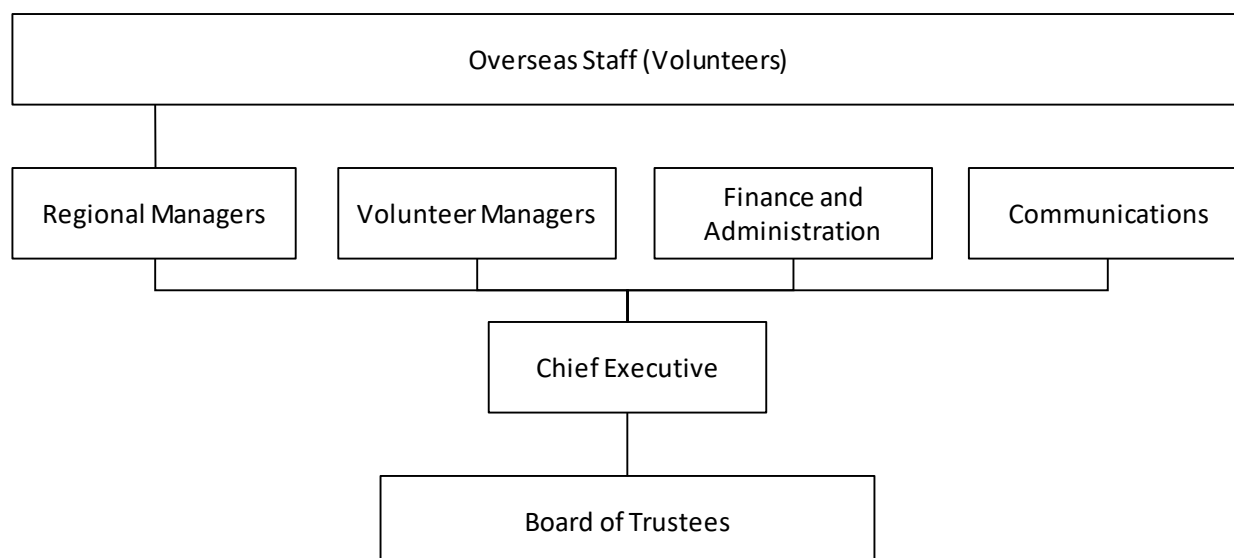 Overseas Staff (Volunteers)
Regional Managers
Volunteer Managers
Finance and
Administration
Communications
Chief Executive
Board of Trustees